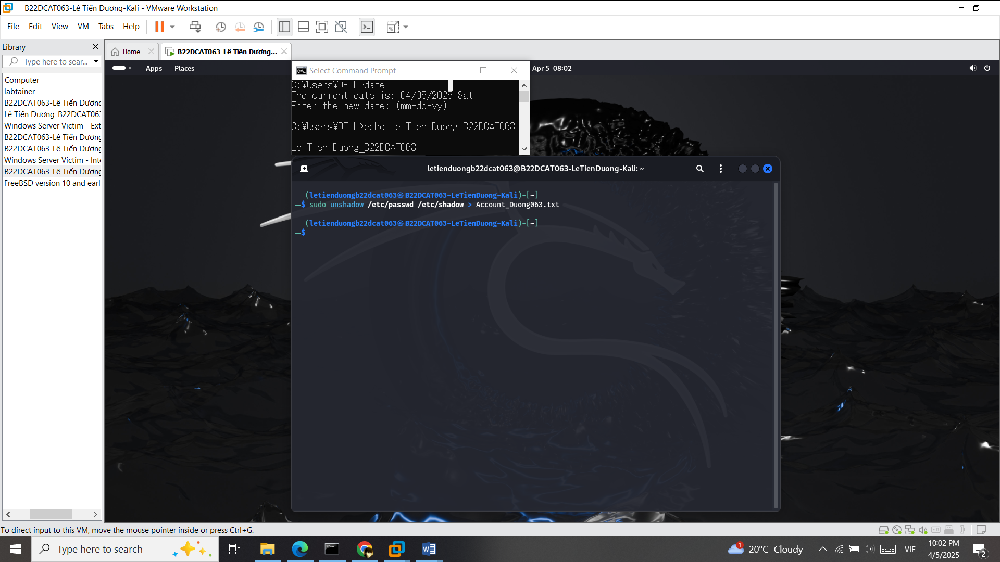 B22DCAT063-Lê Tiến Dương-Kali - VMware Workstation
File Edit View VM Tabs Help
Library
Type here to sear...
Computer
labtainer
B22DCAT063-Lê Tiến Dương
Lê Tiến Dương_B22DCAT063
Windows Server Victim - Ext
B22DCAT063-Lê Tiến Dương
B22DCAT063-Lê Tiến Dương
Windows Server Victim - Inte
B22DCAT063-Lê Tiến Dương
FreeBSD version 10 and earl
Home
B22DCAT063-Lê Tiến Dương...
Apps Places
Apr 5 08:02
Select Command Prompt
C:¥Users¥DELL>date
The current date is: 04/05/2025 Sat
Enter the new date: (mm-dd-yy)
C:¥Users¥DELL>echo Le Tien Duong_B22DCAT063
Le Tien Duong_B22DCAT063
letienduongb22dcat063@B22DCAT063-LeTienDuong-Kali: ~
┌──(letienduongb22dcat063㉿B22DCAT063-LeTienDuong-Kali)-[~]
└─$ sudo unshadow /etc/passwd /etc/shadow > Account_Duong063.txt
┌──(letienduongb22dcat063㉿B22DCAT063-LeTienDuong-Kali)-[~]
└─$
To direct input to this VM, move the mouse pointer inside or press Ctrl+G.
Type here to search
1
20°C Cloudy
VIE
10:02 PM
4/5/2025
2